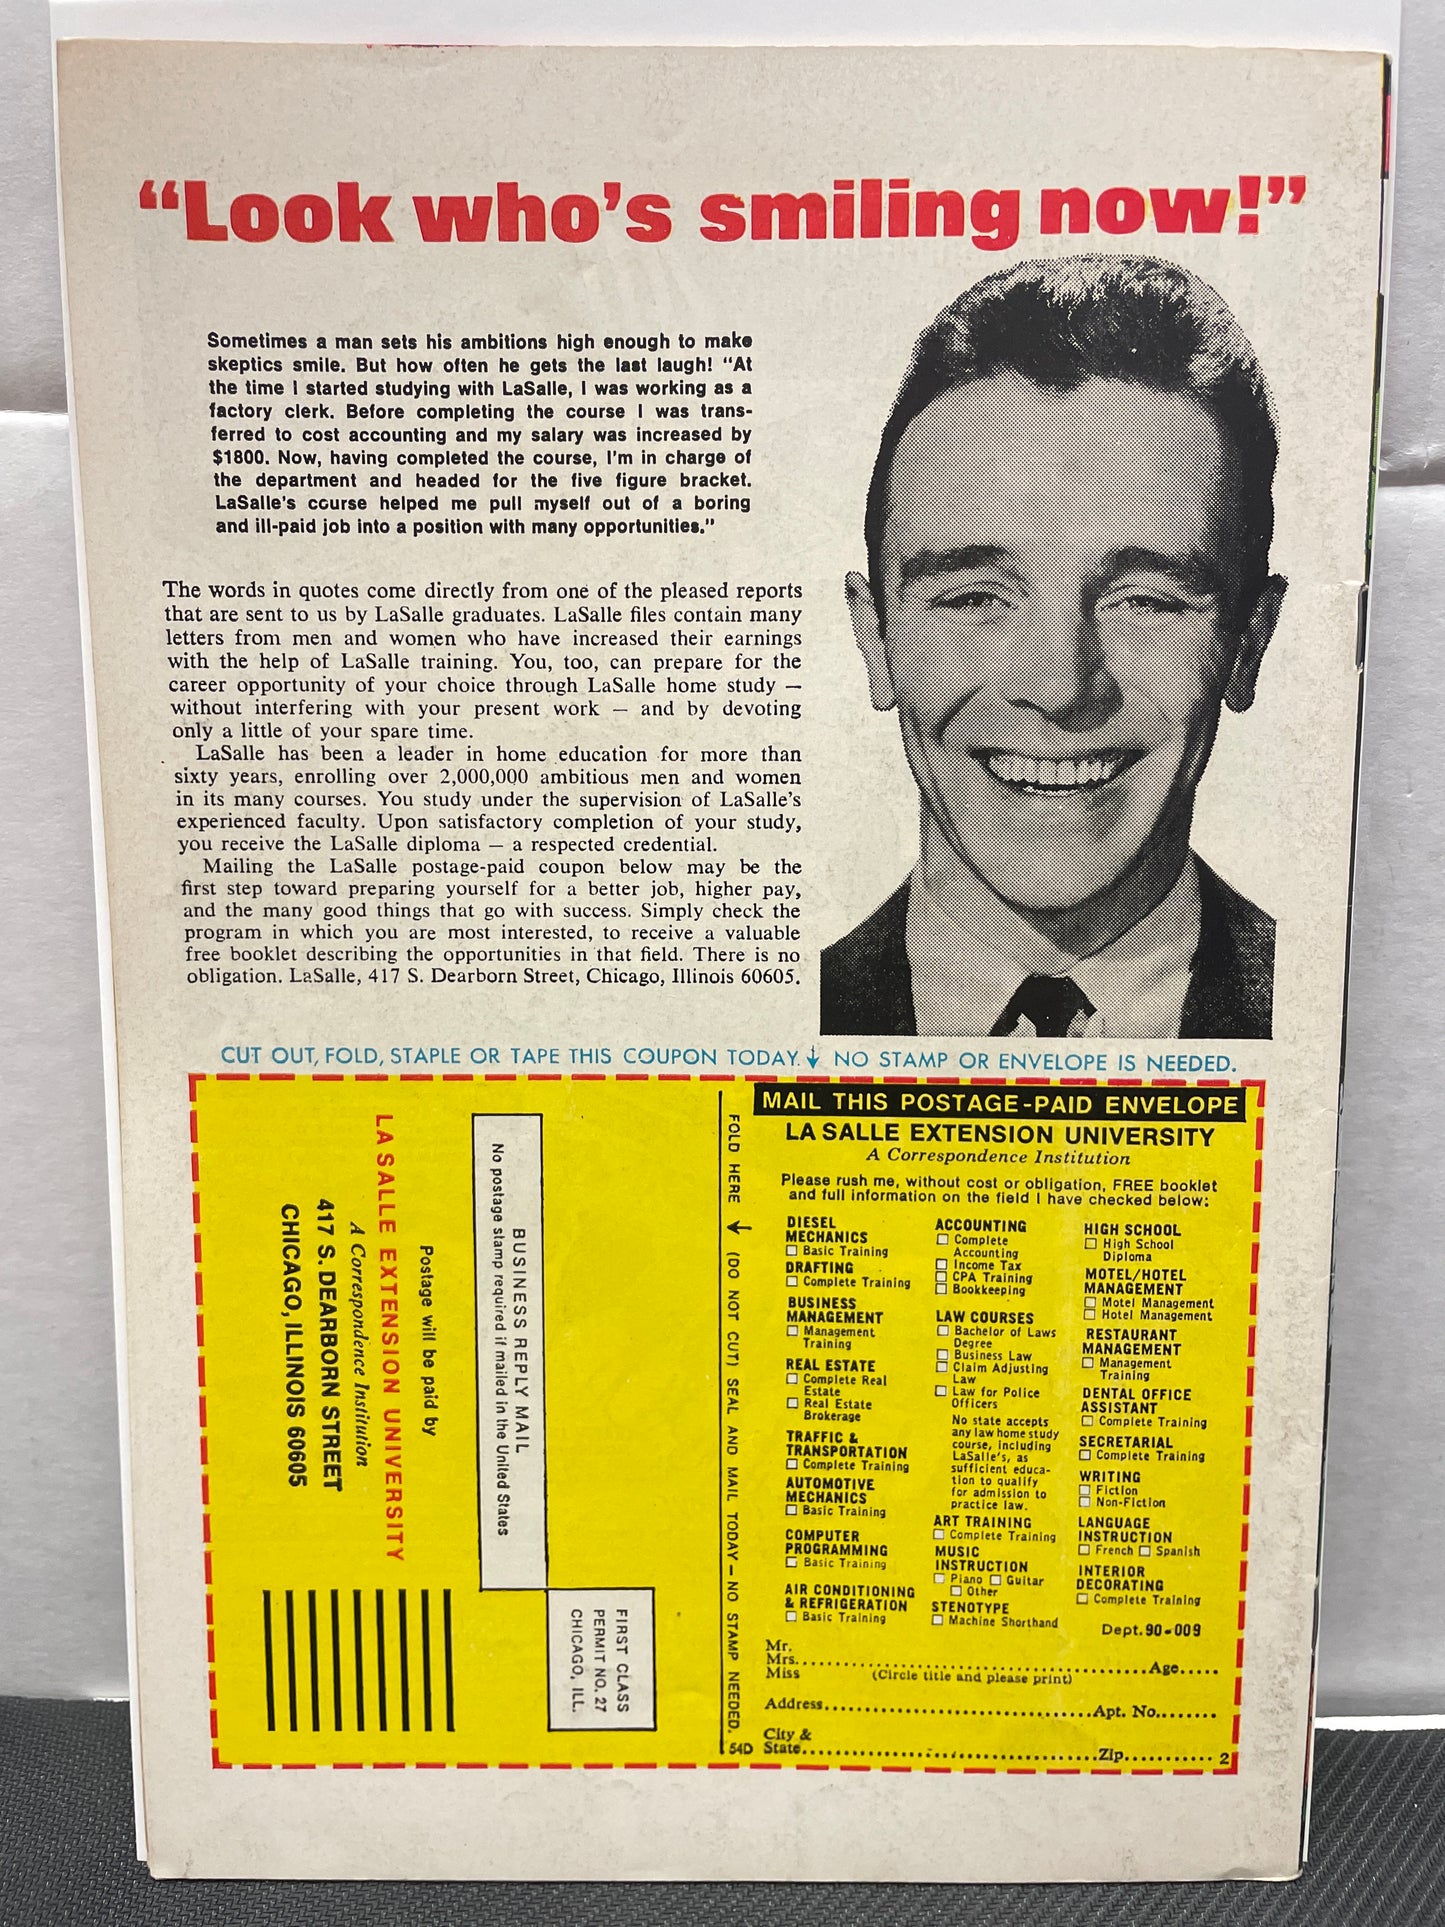 “Look who’s smiling now!”
Sometimes a man sets his ambitions high enough to make
skeptics smile. But how often he gets the last laugh! “At
the time I started studying with LaSalle, I was working as a
factory clerk. Before completing the course I was trans-
ferred to cost accounting and my salary was increased by
$1800. Now, having completed the course, I’m in charge of
the department and headed for the five figure bracket.
LaSalle’s course helped me pull myself out of a boring
and ill-paid job into a position with many opportunities.”
The words in quotes come directly from one of the pleased reports
that are sent to us by LaSalle graduates. LaSalle files contain many
letters from men and women who have increased their earnings
with the help of LaSalle training. You, too, can prepare for the
career opportunity of your choice through LaSalle home study —
without interfering with your present work — and by devoting
only a little of your spare time.
LaSalle has been a leader in home education for more than
sixty years, enrolling over 2,000,000 ambitious men and women
in its many courses. You study under the supervision of LaSalle’s
experienced faculty. Upon satisfactory completion of your study,
you receive the LaSalle diploma — a respected credential.
Mailing the LaSalle postage-paid coupon below may be the
first step toward preparing yourself for a better job, higher pay,
and the many good things that go with success. Simply check the
program in which you are most interested, to receive a valuable
free booklet describing the opportunities in that field. There is no
obligation. LaSalle, 417 S. Dearborn Street, Chicago, Illinois 60605.
CUT OUT, FOLD, STAPLE OR TAPE THIS COUPON TODAY. ↓ NO STAMP OR ENVELOPE IS NEEDED.
BUSINESS REPLY MAIL
No postage stamp required if mailed in the United States
FIRST CLASS
PERMIT NO. 27
CHICAGO, ILL.
Postage will be paid by
LA SALLE EXTENSION UNIVERSITY
A Correspondence Institution
417 S. DEARBORN STREET
CHICAGO, ILLINOIS 60605
FOLD HERE ↓ (DO NOT CUT) SEAL AND MAIL TODAY — NO STAMP NEEDED.
54D
MAIL THIS POSTAGE-PAID ENVELOPE
LA SALLE EXTENSION UNIVERSITY
A Correspondence Institution
Please rush me, without cost or obligation, FREE booklet
and full information on the field I have checked below:
DIESEL
MECHANICS
☐ Basic Training
DRAFTING
☐ Complete Training
BUSINESS
MANAGEMENT
☐ Management
Training
REAL ESTATE
☐ Complete Real
Estate
☐ Real Estate
Brokerage
TRAFFIC &
TRANSPORTATION
☐ Complete Training
AUTOMOTIVE
MECHANICS
☐ Basic Training
COMPUTER
PROGRAMMING
☐ Basic Training
AIR CONDITIONING
& REFRIGERATION
☐ Basic Training
ACCOUNTING
☐ Complete
Accounting
☐ Income Tax
☐ CPA Training
☐ Bookkeeping
LAW COURSES
☐ Bachelor of Laws
Degree
☐ Business Law
☐ Claim Adjusting
Law
☐ Law for Police
Officers
No state accepts
any law home study
course, including
LaSalle’s, as
sufficient educa-
tion to qualify
for admission to
practice law.
ART TRAINING
☐ Complete Training
MUSIC
INSTRUCTION
☐ Piano ☐ Guitar
☐ Other
STENOTYPE
☐ Machine Shorthand
HIGH SCHOOL
☐ High School
Diploma
MOTEL/HOTEL
MANAGEMENT
☐ Motel Management
☐ Hotel Management
RESTAURANT
MANAGEMENT
☐ Management
Training
DENTAL OFFICE
ASSISTANT
☐ Complete Training
SECRETARIAL
☐ Complete Training
WRITING
☐ Fiction
☐ Non-Fiction
LANGUAGE
INSTRUCTION
☐ French ☐ Spanish
INTERIOR
DECORATING
☐ Complete Training
Dept. 90-009
Mr.
Mrs. Age
Miss (Circle title and please print)
Address Apt. No.
City &
State Zip 2